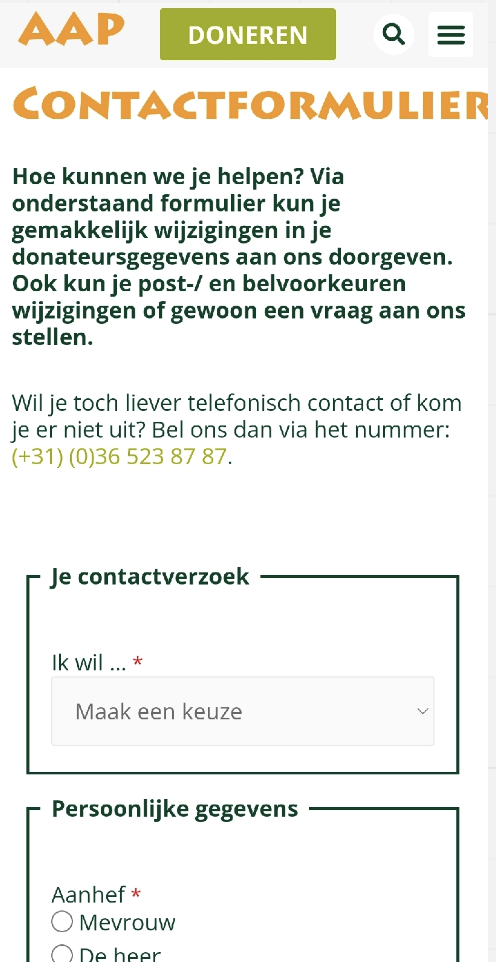 AAP
DONEREN
Contactformulier
Hoe kunnen we je helpen? Via
onderstaand formulier kun je
gemakkelijk wijzigingen in je
donateursgegevens aan ons doorgeven.
Ook kun je post-/ en belvoorkeuren
wijzigingen of gewoon een vraag aan ons
stellen.
Wil je toch liever telefonisch contact of kom
je er niet uit? Bel ons dan via het nummer:
(+31) (0)36 523 87 87.
Je contactverzoek
Ik wil ... *
Maak een keuze
Persoonlijke gegevens
Aanhef *
Mevrouw
De heer